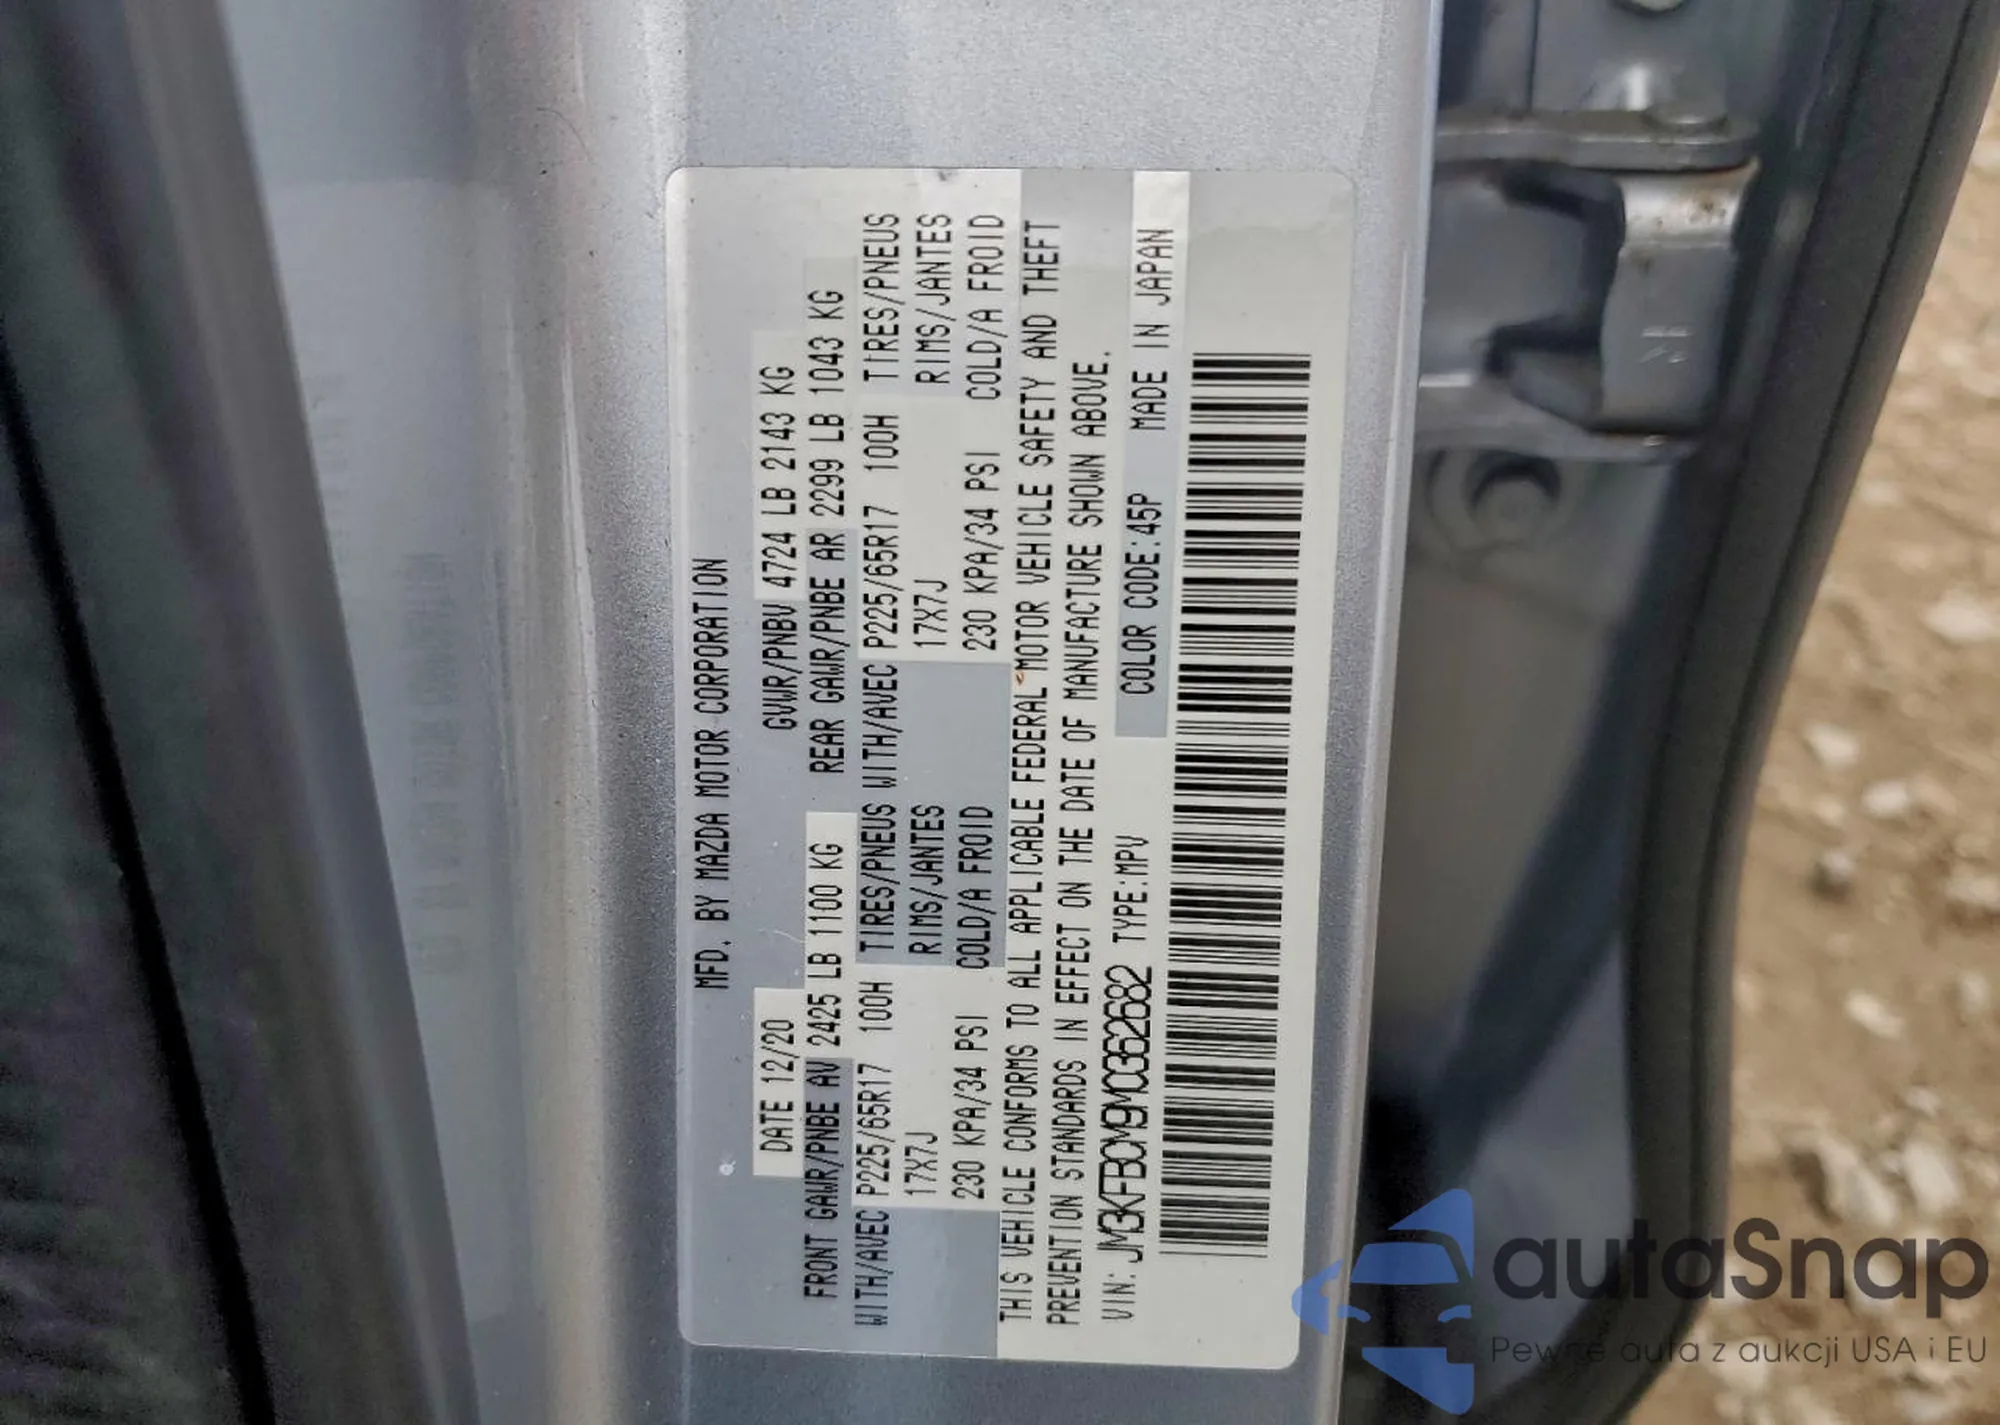 MFD. BY MAZDA MOTOR CORPORATION
DATE 12/20 GVWR/PNBV 4724 LB 2143 KG
FRONT GAWR/PNBE AV 2425 LB 1100 KG REAR GAWR/PNBE AR 2299 LB 1043 KG
WITH/AVEC P225/65R17 100H TIRES/PNEUS WITH/AVEC P225/65R17 100H TIRES/PNEUS
17X7J RIMS/JANTES 17X7J RIMS/JANTES
230 KPA/34 PSI COLD/A FROID 230 KPA/34 PSI COLD/A FROID
THIS VEHICLE CONFORMS TO ALL APPLICABLE FEDERAL MOTOR VEHICLE SAFETY AND THEFT
PREVENTION STANDARDS IN EFFECT ON THE DATE OF MANUFACTURE SHOWN ABOVE.
VIN: JM3KFBCM9M0362682 TYPE:MPV COLOR CODE:45P MADE IN JAPAN
autaSnap
Pewne auta z aukcji USA i EU